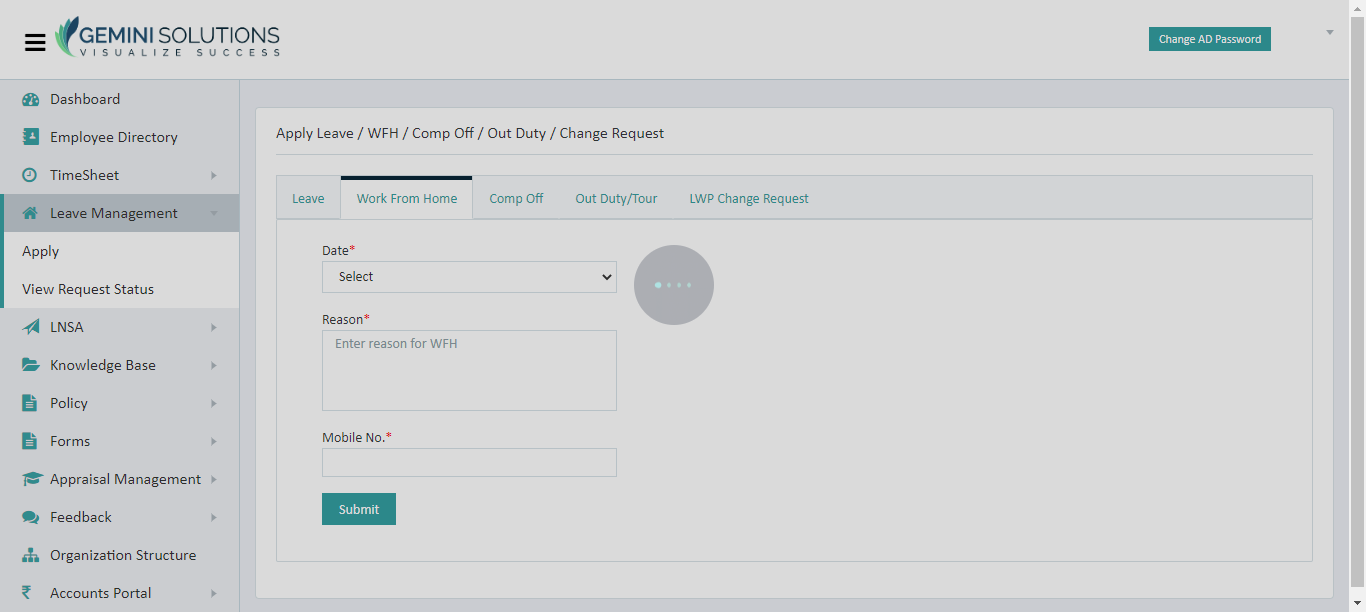 GEMINI SOLUTIONS
VISUALIZE SUCCESS
Change AD Password
Dashboard
Employee Directory
TimeSheet
Leave Management
Apply
View Request Status
LNSA
Knowledge Base
Policy
Forms
Appraisal Management
Feedback
Organization Structure
Accounts Portal
Apply Leave / WFH / Comp Off / Out Duty / Change Request
Leave Work From Home Comp Off Out Duty/Tour LWP Change Request
Date*
Select
Reason*
Enter reason for WFH
Mobile No.*
Submit